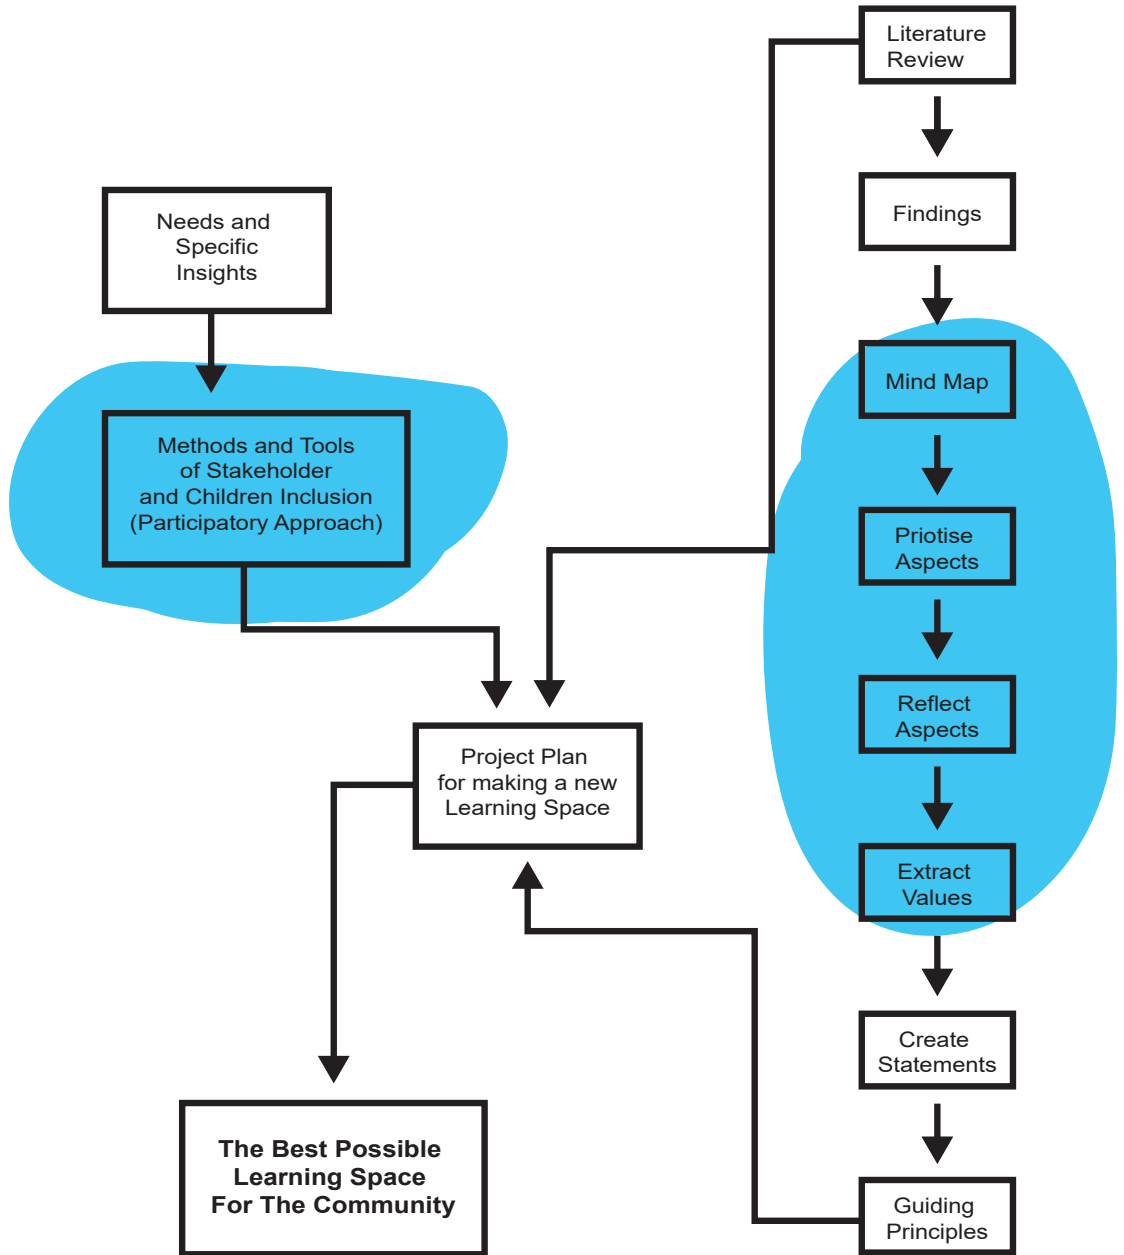 Literature
Review
Findings
Needs and
Specific
Insights
Mind Map
Methods and Tools
of Stakeholder
and Children Inclusion
(Participatory Approach)
Priotise
Aspects
Reflect
Aspects
Project Plan
for making a new
Learning Space
Extract
Values
Create
Statements
The Best Possible
Learning Space
For The Community
Guiding
Principles